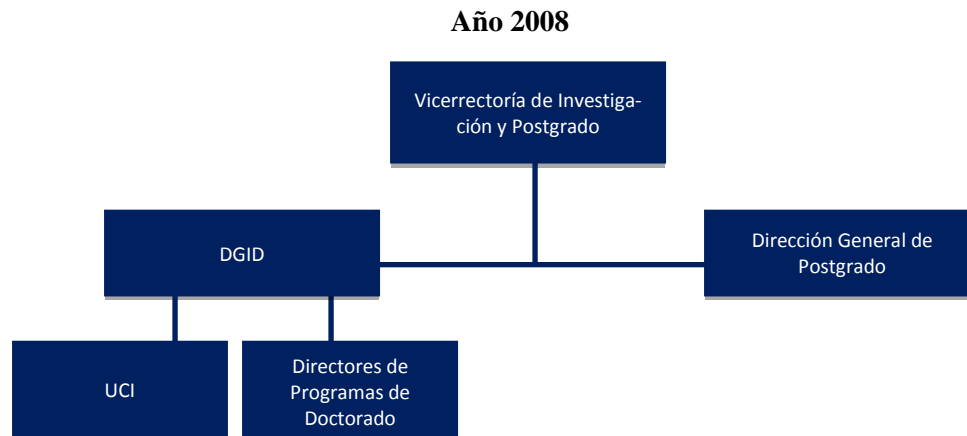 Año 2008
Vicerrectoría de Investiga-
ción y Postgrado
DGID
Dirección General de
Postgrado
UCI
Directores de
Programas de
Doctorado